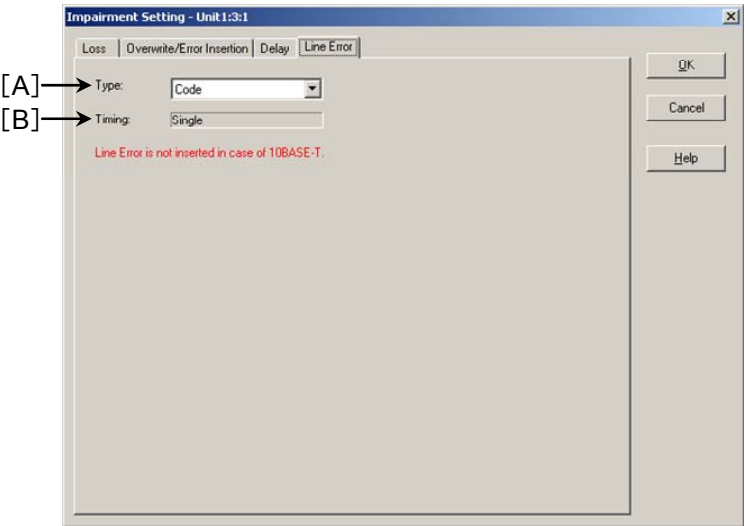 Impairment Setting - Unit1:3:1
Loss Overwrite/Error Insertion Delay Line Error
OK
[A] Type: Code
Cancel
[B] Timing: Single
Line Error is not inserted in case of 10BASE-T.
Help